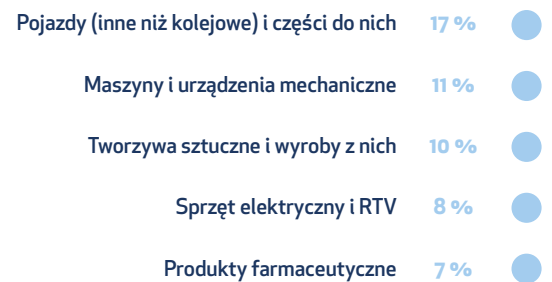 Pojazdy (inne niż kolejowe) i części do nich 17 %
Maszyny i urządzenia mechaniczne 11 %
Tworzywa sztuczne i wyroby z nich 10 %
Sprzęt elektryczny i RTV 8 %
Produkty farmaceutyczne 7 %